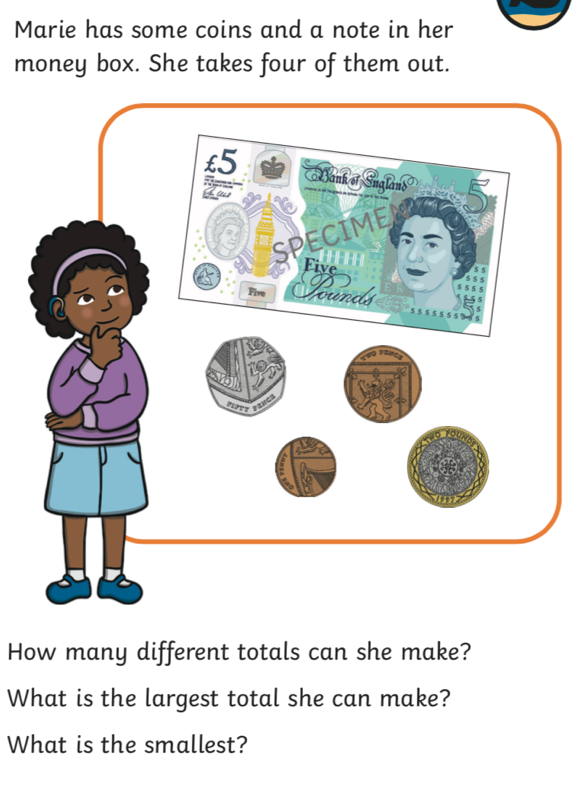 Marie has some coins and a note in her
money box. She takes four of them out.
£5
Bank of England
5
SPECIMEN
Five
Pounds
Five
FIFTY PENCE
TWO PENCE
TWO POUNDS
1997
How many different totals can she make?
What is the largest total she can make?
What is the smallest?